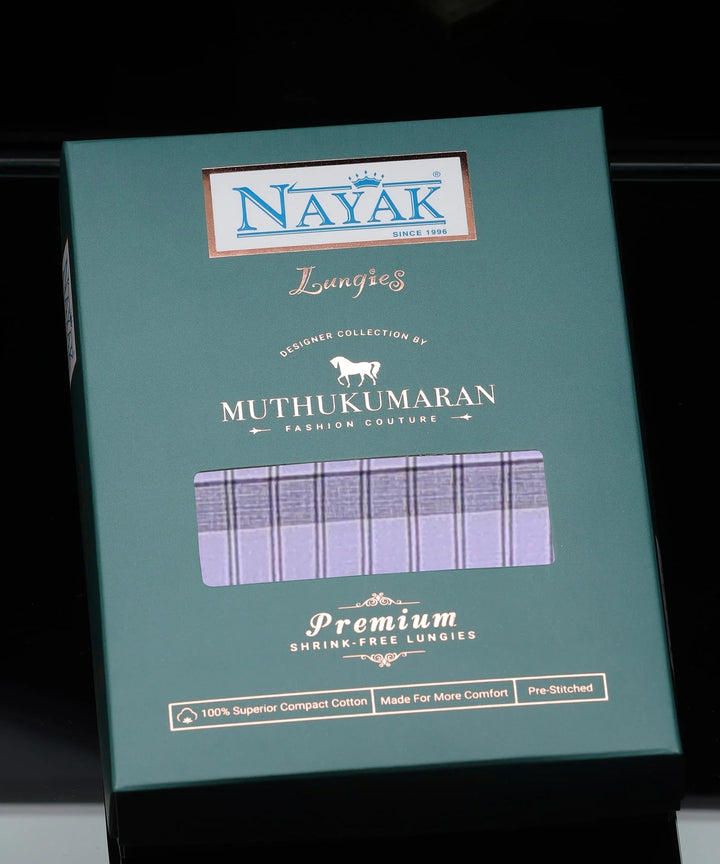 NAYAK®
SINCE 1996
Lungies
DESIGNER COLLECTION BY
MUTHUKUMARAN
FASHION COUTURE
Premium
SHRINK-FREE LUNGIES
100% Superior Compact Cotton
Made For More Comfort
Pre-Stitched